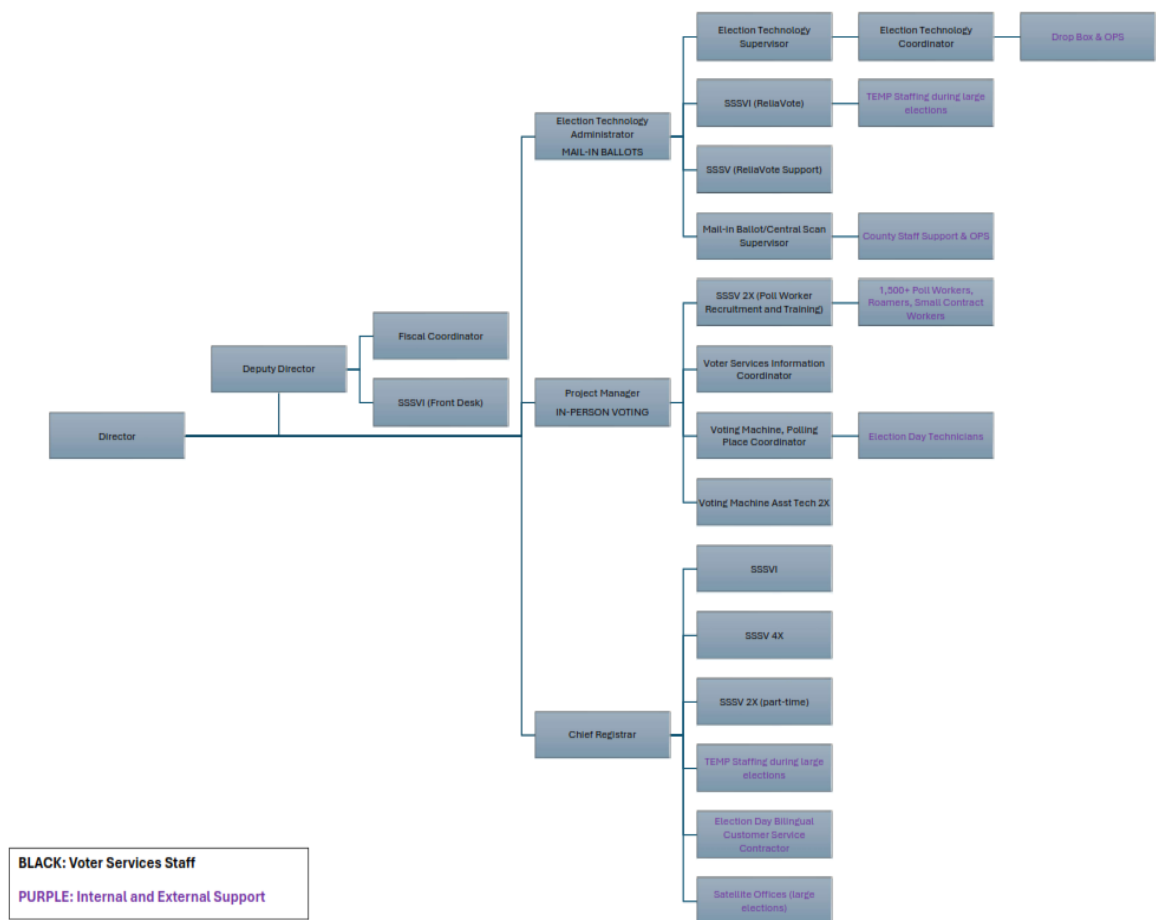 Election Technology
Supervisor
Election Technology
Coordinator
Drop Box & OPS
SSSVI (ReliaVote)
TEMP Staffing during large
elections
Election Technology
Administrator
MAIL-IN BALLOTS
SSSV (ReliaVote Support)
Mail-in Ballot/Central Scan
Supervisor
County Staff Support & OPS
SSSV 2X (Poll Worker
Recruitment and Training)
1,500+ Poll Workers,
Roamers, Small Contract
Workers
Fiscal Coordinator
Deputy Director
Voter Services Information
Coordinator
SSSVI (Front Desk)
Project Manager
IN-PERSON VOTING
Director
Voting Machine, Polling
Place Coordinator
Election Day Technicians
Voting Machine Asst Tech 2X
SSSVI
SSSV 4X
SSSV 2X (part-time)
Chief Registrar
TEMP Staffing during large
elections
Election Day Bilingual
Customer Service
Contractor
Satellite Offices (large
elections)
BLACK: Voter Services Staff
PURPLE: Internal and External Support